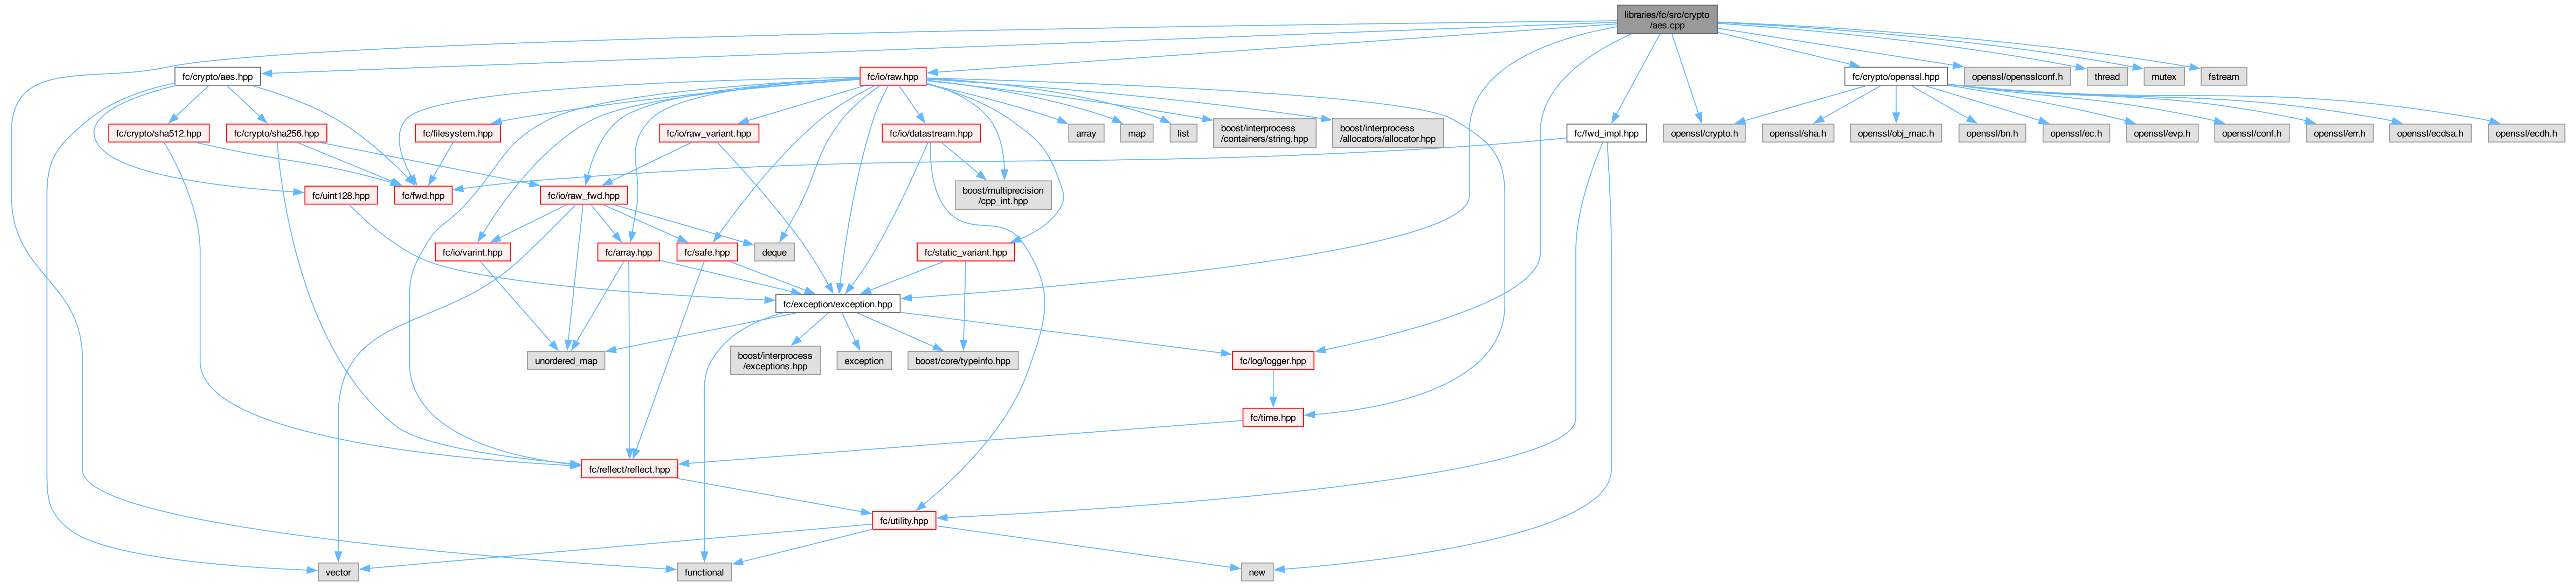 libraries/fc/src/crypto
/aes.cpp
fc/crypto/aes.hpp
fc/io/raw.hpp
fc/crypto/openssl.hpp
openssl/opensslconf.h
thread
mutex
fstream
fc/crypto/sha512.hpp
fc/crypto/sha256.hpp
fc/filesystem.hpp
fc/io/raw_variant.hpp
fc/io/datastream.hpp
array
map
list
boost/interprocess
/containers/string.hpp
boost/interprocess
/allocators/allocator.hpp
fc/fwd_impl.hpp
openssl/crypto.h
openssl/sha.h
openssl/obj_mac.h
openssl/bn.h
openssl/ec.h
openssl/evp.h
openssl/conf.h
openssl/err.h
openssl/ecdsa.h
openssl/ecdh.h
fc/uint128.hpp
fc/fwd.hpp
fc/io/raw_fwd.hpp
boost/multiprecision
/cpp_int.hpp
fc/io/varint.hpp
fc/array.hpp
fc/safe.hpp
deque
fc/static_variant.hpp
fc/exception/exception.hpp
unordered_map
boost/interprocess
/exceptions.hpp
exception
boost/core/typeinfo.hpp
fc/log/logger.hpp
fc/time.hpp
fc/reflect/reflect.hpp
fc/utility.hpp
vector
functional
new